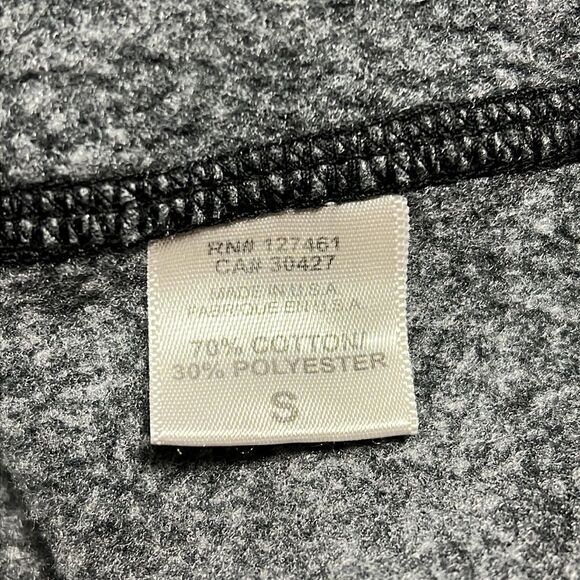 RN# 127461
CA# 30427
MADE IN U.S.A
FABRIQUE EN U.S.A
70% COTTON/
30% POLYESTER
S